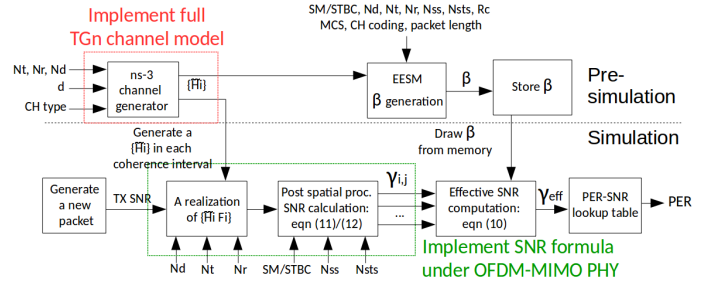 Implement full
TGn channel model
SM/STBC, Nd, Nt, Nr, Nss, Nsts, Rc
MCS, CH coding, packet length
Nt, Nr, Nd
d
CH type
ns-3
channel
generator
{H̅i}
EESM
β generation
β
Store β
Pre-
simulation
Simulation
Generate a
{H̅i} in each
coherence interval
Draw β
from memory
Generate
a new
packet
TX SNR
A realization
of {H̅i Fi}
Post spatial proc.
SNR calculation:
eqn (11)/(12)
γi,j
...
Effective SNR
computation:
eqn (10)
γeff
PER-SNR
lookup table
PER
Nd
Nt
Nr
SM/STBC
Nss
Nsts
Implement SNR formula
under OFDM-MIMO PHY